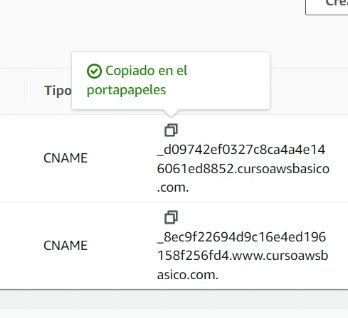 Crea
Copiado en el
portapapeles
Tipo
CNAME
_d09742ef0327c8ca4a4e14
6061ed8852.cursoawsbasico
.com.
CNAME
_8ec9f22694d9c16e4ed196
158f256fd4.www.cursoawsb
asico.com.